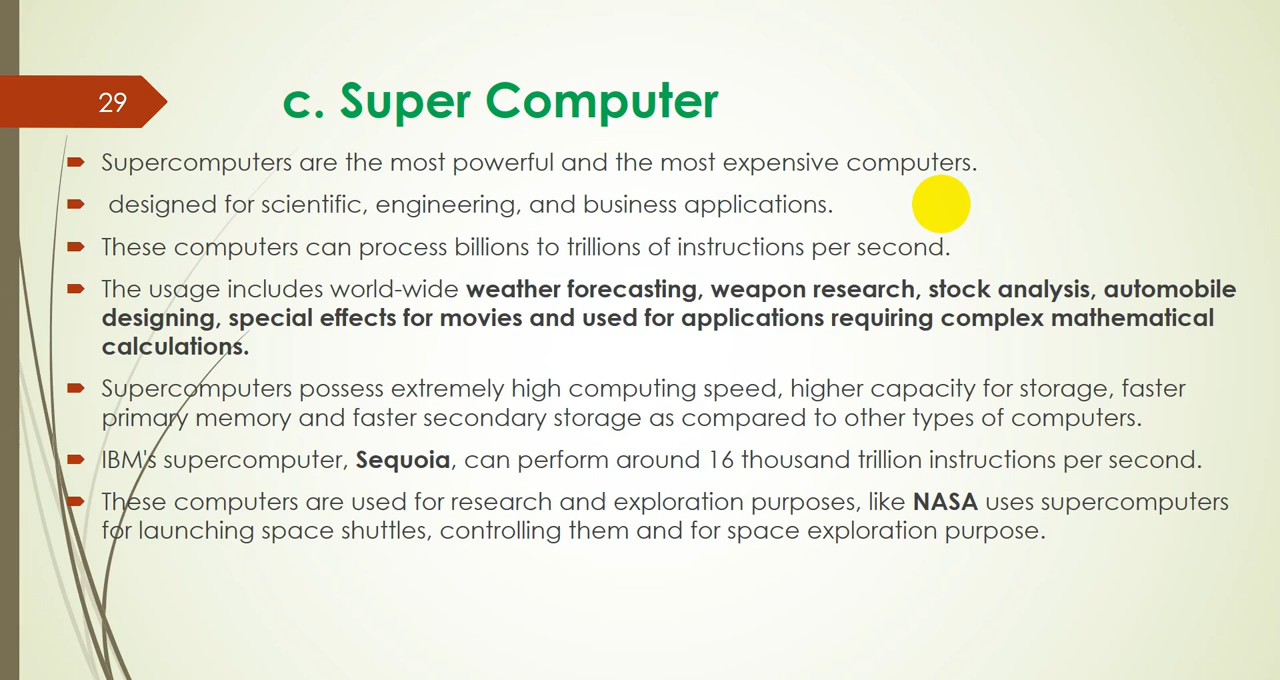 29
c. Super Computer
Supercomputers are the most powerful and the most expensive computers.
designed for scientific, engineering, and business applications.
These computers can process billions to trillions of instructions per second.
The usage includes world-wide weather forecasting, weapon research, stock analysis, automobile
designing, special effects for movies and used for applications requiring complex mathematical
calculations.
Supercomputers possess extremely high computing speed, higher capacity for storage, faster
primary memory and faster secondary storage as compared to other types of computers.
IBM's supercomputer, Sequoia, can perform around 16 thousand trillion instructions per second.
These computers are used for research and exploration purposes, like NASA uses supercomputers
for launching space shuttles, controlling them and for space exploration purpose.